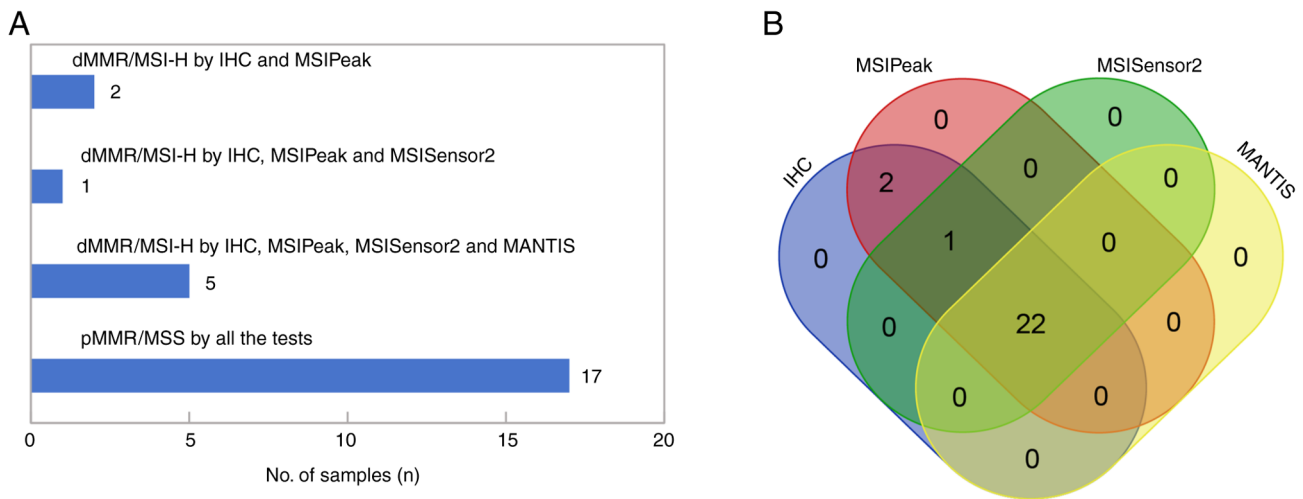 A
dMMR/MSI-H by IHC and MSIPeak
2
dMMR/MSI-H by IHC, MSIPeak and MSISensor2
1
dMMR/MSI-H by IHC, MSIPeak, MSISensor2 and MANTIS
5
pMMR/MSS by all the tests
17
0 5 10 15 20
No. of samples (n)
B
MSIPeak MSISensor2
IHC MANTIS
0 0
2 0 0
0 1 0 0
0 22 0
0 0
0